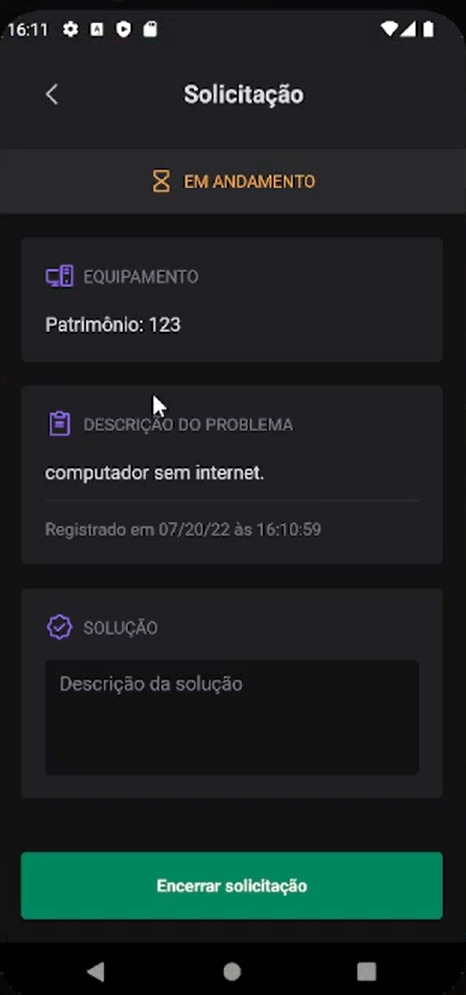 16:11
Solicitação
EM ANDAMENTO
EQUIPAMENTO
Patrimônio: 123
DESCRIÇÃO DO PROBLEMA
computador sem internet.
Registrado em 07/20/22 às 16:10:59
SOLUÇÃO
Descrição da solução
Encerrar solicitação